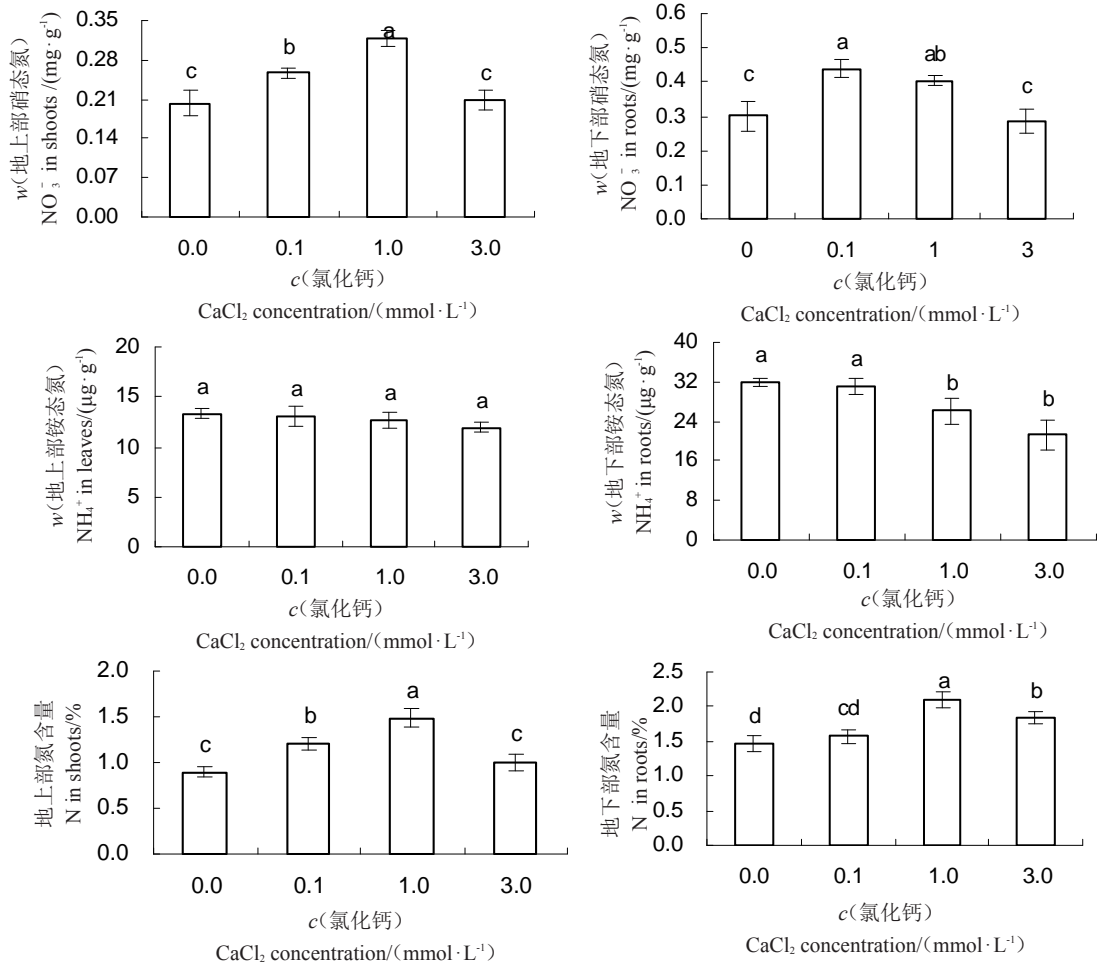 w(地上部硝态氮)
NO₃⁻ in shoots /(mg·g⁻¹)
0.35
0.28
0.21
0.14
0.07
0.00
c
b
a
c
0.0 0.1 1.0 3.0
c(氯化钙)
CaCl₂ concentration/(mmol·L⁻¹)
w(地下部硝态氮)
NO₃⁻ in roots/(mg·g⁻¹)
0.6
0.5
0.4
0.3
0.2
0.1
0.0
c
a
ab
c
0 0.1 1 3
c(氯化钙)
CaCl₂ concentration/(mmol·L⁻¹)
w(地上部铵态氮)
NH₄⁺ in leaves/(μg·g⁻¹)
20
15
10
5
0
a
a
a
a
0.0 0.1 1.0 3.0
c(氯化钙)
CaCl₂ concentration/(mmol·L⁻¹)
w(地下部铵态氮)
NH₄⁺ in roots/(μg·g⁻¹)
40
32
24
16
8
0
a
a
b
b
0.0 0.1 1.0 3.0
c(氯化钙)
CaCl₂ concentration/(mmol·L⁻¹)
地上部氮含量
N in shoots/%
2.0
1.5
1.0
0.5
0.0
c
b
a
c
0.0 0.1 1.0 3.0
c(氯化钙)
CaCl₂ concentration/(mmol·L⁻¹)
地下部氮含量
N in roots/%
2.5
2.0
1.5
1.0
0.5
0.0
d
cd
a
b
0.0 0.1 1.0 3.0
c(氯化钙)
CaCl₂ concentration/(mmol·L⁻¹)